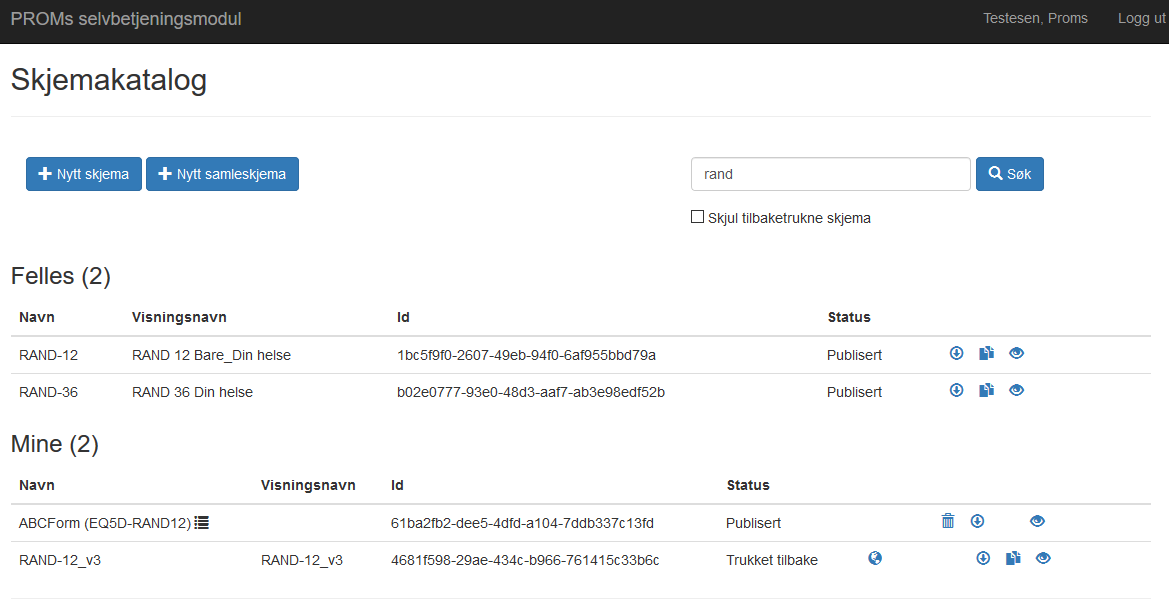 PROMs selvbetjeningsmodul Testesen, Proms Logg ut
Skjemakatalog
Nytt skjema Nytt samleskjema rand Søk
Skjul tilbaketrukne skjema
Felles (2)
Navn Visningsnavn Id Status
RAND-12 RAND 12 Bare_Din helse 1bc5f9f0-2607-49eb-94f0-6af955bbd79a Publisert
RAND-36 RAND 36 Din helse b02e0777-93e0-48d3-aaf7-ab3e98edf52b Publisert
Mine (2)
Navn Visningsnavn Id Status
ABCForm (EQ5D-RAND12) 61ba2fb2-dee5-4dfd-a104-7ddb337c13fd Publisert
RAND-12_v3 RAND-12_v3 4681f598-29ae-434c-b966-761415c33b6c Trukket tilbake